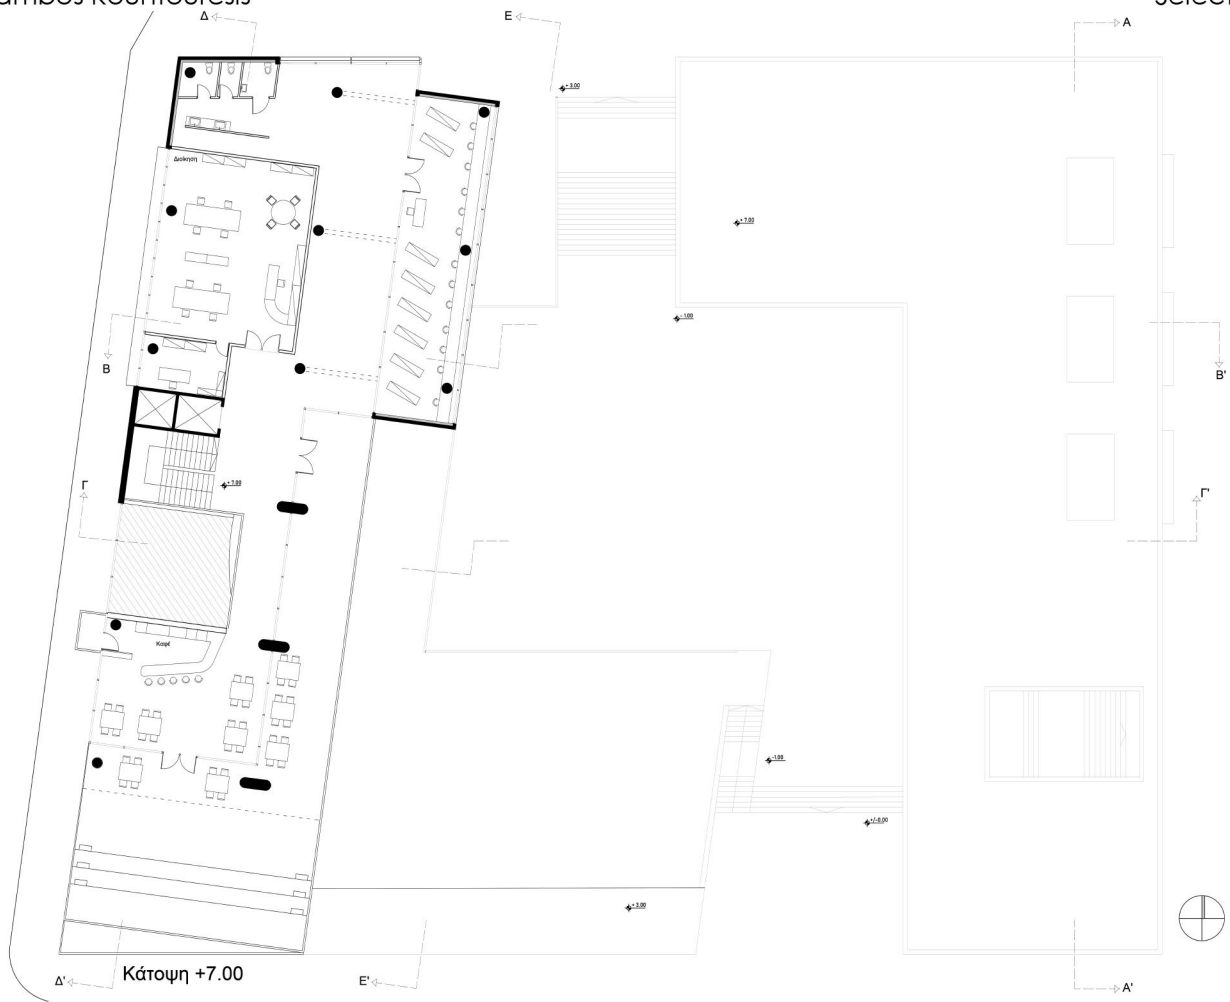 Kountouresis
Δ
E
A
+ 3.00
Διοίκηση
+ 7.00
- 1.00
B
B'
Γ
+ 7.00
Γ'
Καφέ
-1.00
+/-0.00
+ 3.00
Δ'
Κάτοψη +7.00
E'
A'